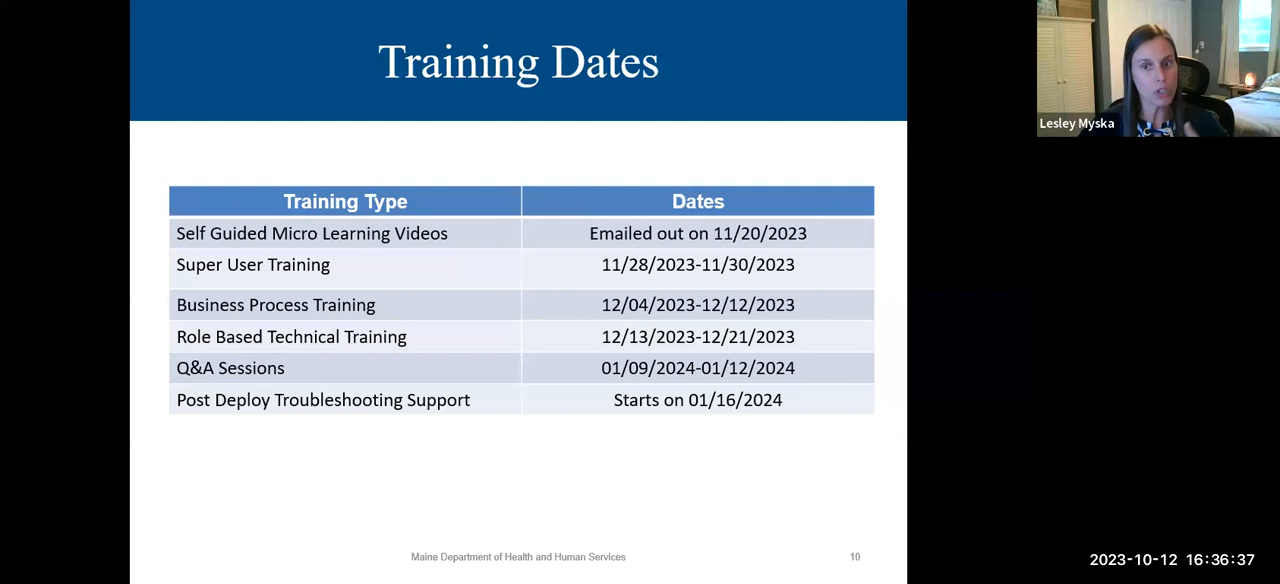 Training Dates
Lesley Myska
Training Type Dates
Self Guided Micro Learning Videos Emailed out on 11/20/2023
Super User Training 11/28/2023-11/30/2023
Business Process Training 12/04/2023-12/12/2023
Role Based Technical Training 12/13/2023-12/21/2023
Q&A Sessions 01/09/2024-01/12/2024
Post Deploy Troubleshooting Support Starts on 01/16/2024
Maine Department of Health and Human Services 10
2023-10-12 16:36:37